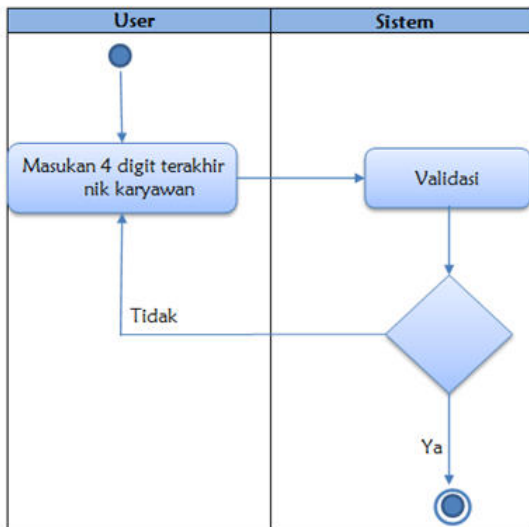 User
Sistem
Masukan 4 digit terakhir
nik karyawan
Validasi
Tidak
Ya